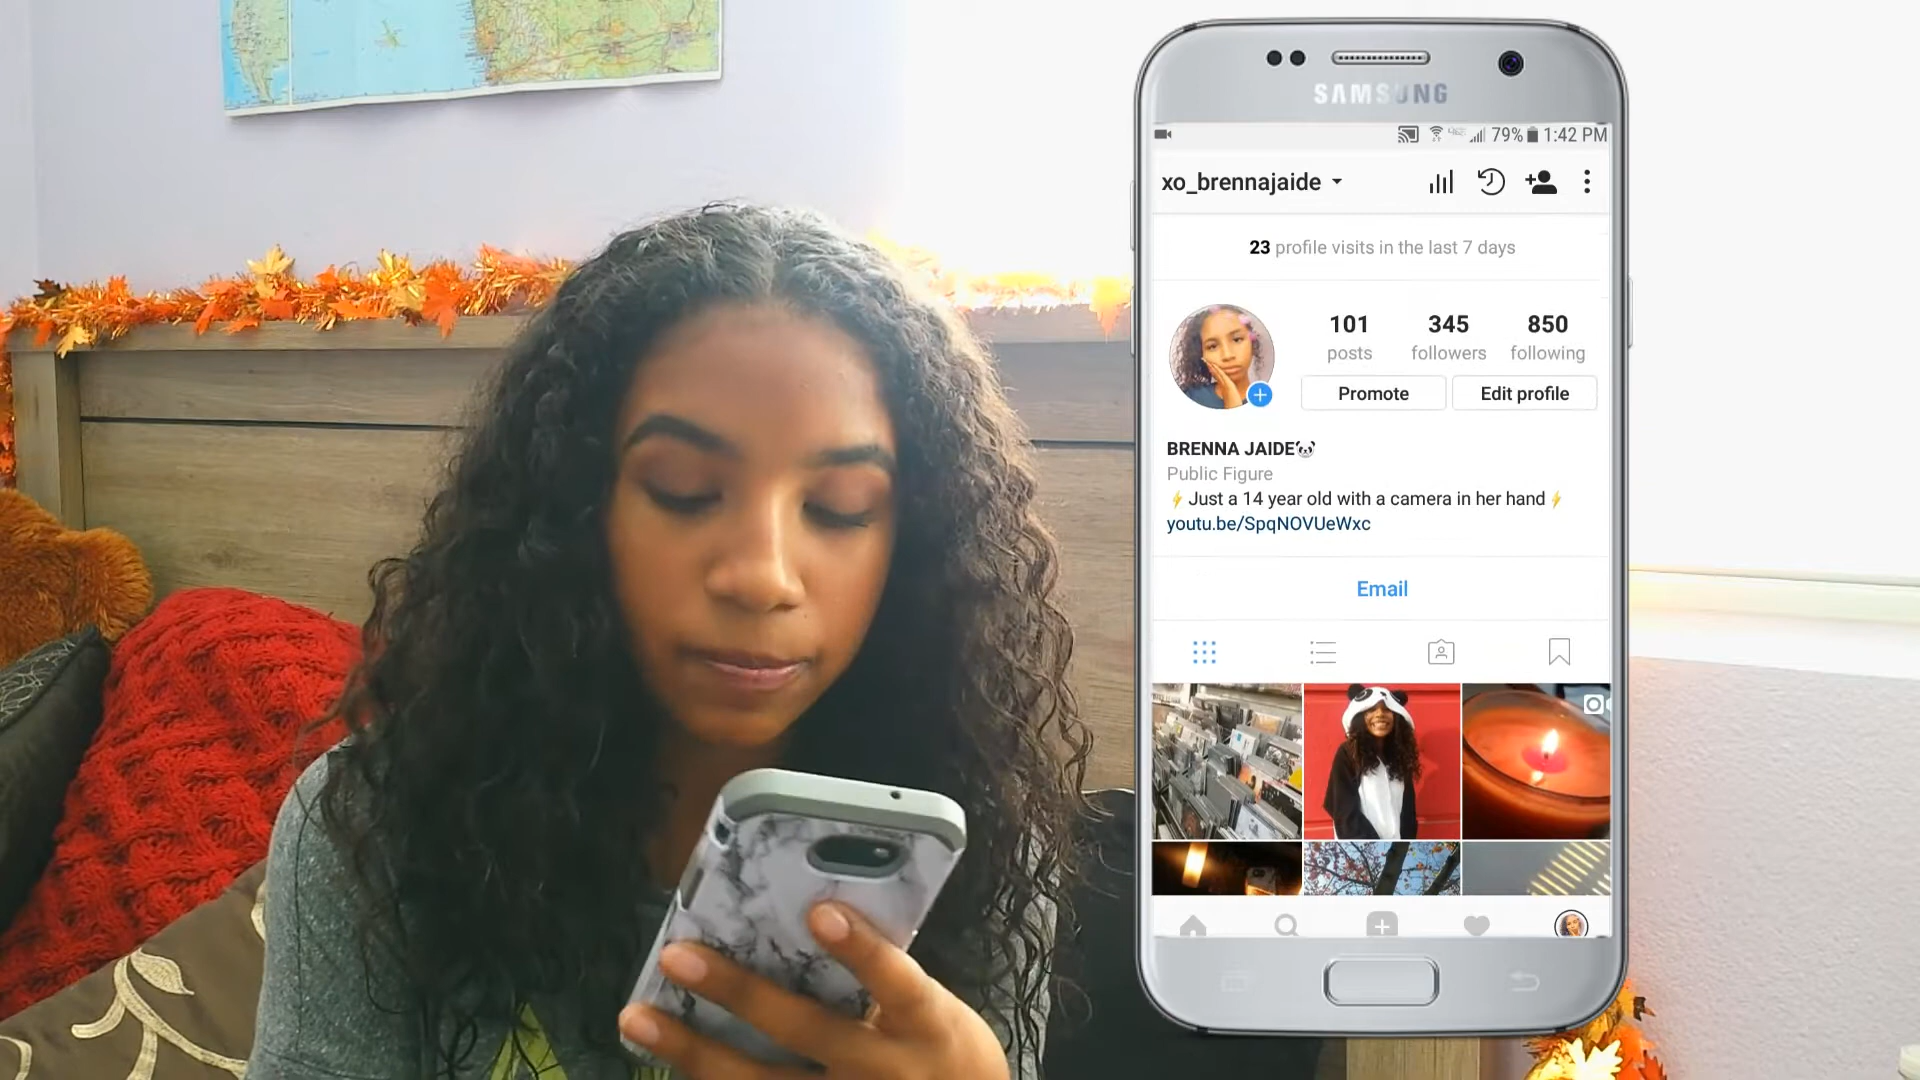 SAMSUNG
79% 1:42 PM
xo_brennajaide
23 profile visits in the last 7 days
101 345 850
posts followers following
Promote Edit profile
BRENNA JAIDE🐼
Public Figure
⚡Just a 14 year old with a camera in her hand⚡
youtu.be/SpqNOVUeWxc
Email